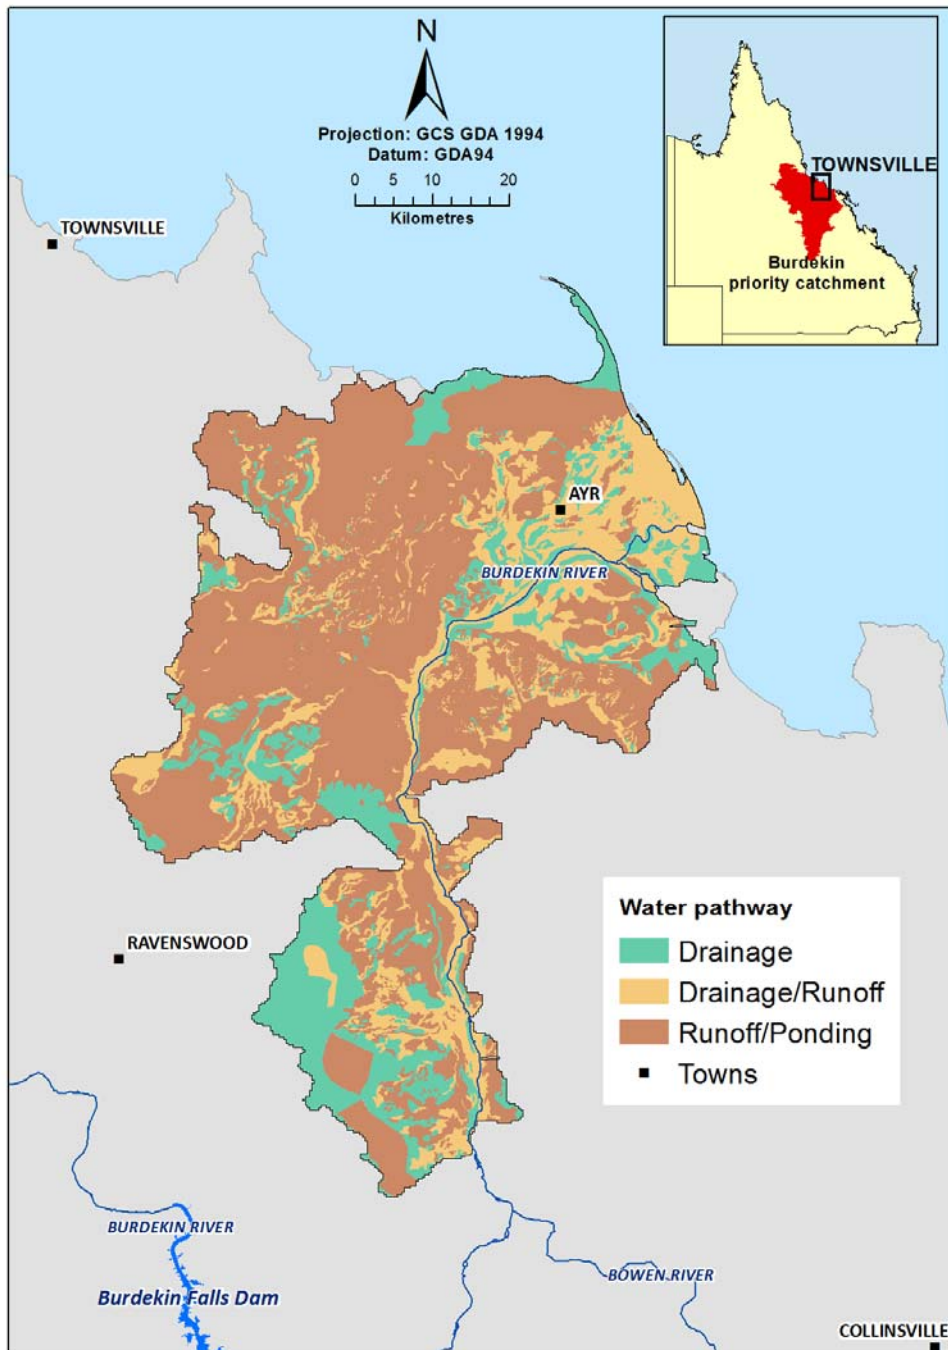 N
Projection: GCS GDA 1994
Datum: GDA94
0 5 10 20
Kilometres
TOWNSVILLE
Burdekin
priority catchment
TOWNSVILLE
AYR
BURDEKIN RIVER
RAVENSWOOD
Water pathway
Drainage
Drainage/Runoff
Runoff/Ponding
Towns
BURDEKIN RIVER
Burdekin Falls Dam
BOWEN RIVER
COLLINSVILLE